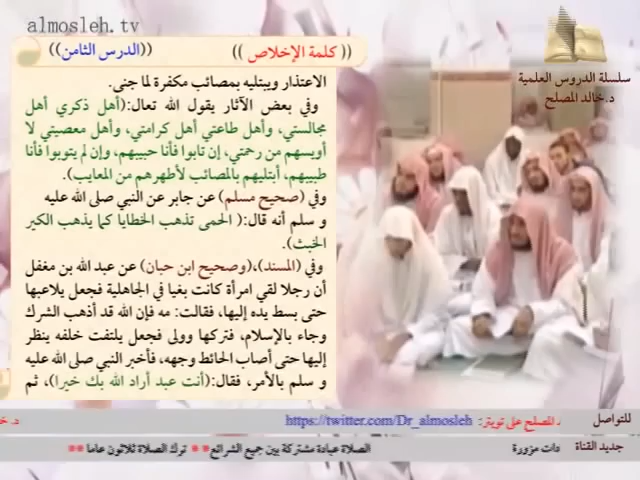 almosleh.tv
((الدرس الثامن))
(( كلمة الإخلاص ))
سلسلة الدروس العلمية
د.خالد المصلح
الاعتذار ويبتليه بمصائب مكفرة لما جنى.
وفي بعض الآثار يقول الله تعال:(أهل ذكري أهل
مجالستي، وأهل طاعتي أهل كرامتي، وأهل معصيتي لا
أويسهم من رحمتي، إن تابوا فأنا حبيبهم، وإن لم يتوبوا فأنا
طبيبهم، أبتليهم بالمصائب لأطهرهم من المعايب).
وفي (صحيح مسلم) عن جابر عن النبي صلى الله عليه
و سلم أنه قال:( الحمى تذهب الخطايا كما يذهب الكير
الخبث).
وفي (المسند)،(وصحيح ابن حبان) عن عبد الله بن مغفل
أن رجلا لقي امرأة كانت بغيا في الجاهلية فجعل يلاعبها
حتى بسط يده إليها، فقالت: مه فإن الله قد أذهب الشرك
وجاء بالإسلام، فتركها وولى فجعل يلتفت خلفه ينظر
إليها حتى أصاب الحائط وجهه، فأخبر النبي صلى الله عليه
و سلم بالأمر، فقال:(أنت عبد أراد الله بك خيرا)، ثم
للتواصل
المصلح على تويتر: https://twitter.com/Dr_almosleh
جديد القناة
الصلاة عبادة مشتركة بين جميع الشرائع ** ترك الصلاة ثلاثون عاما **